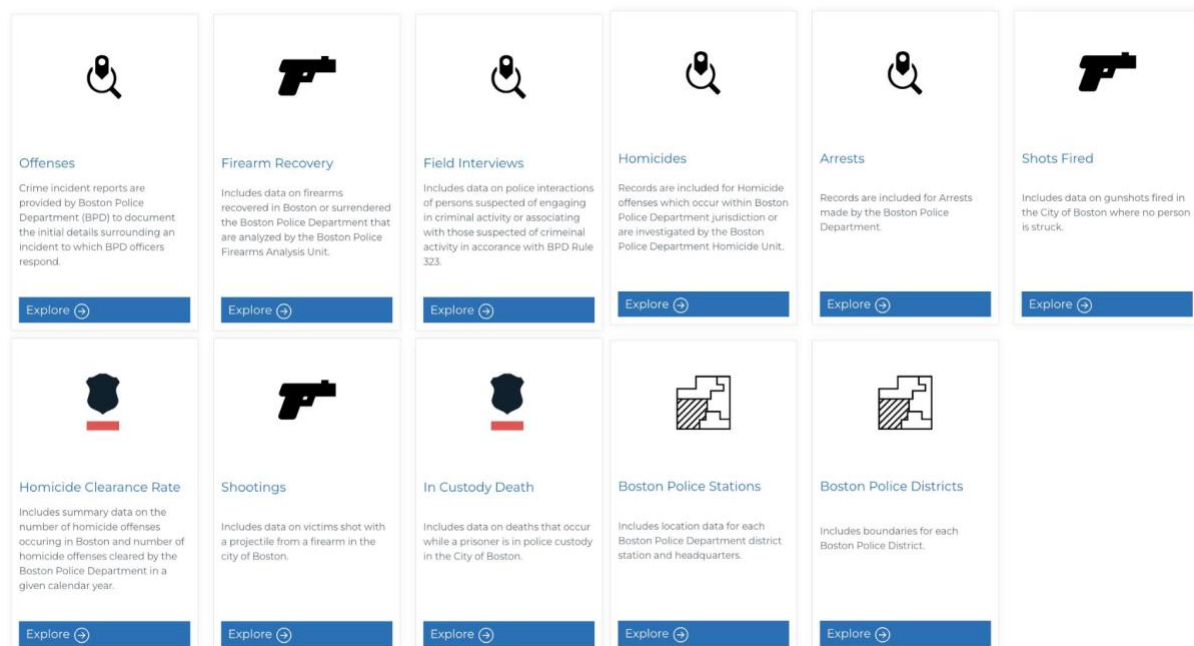 Offenses
Crime incident reports are
provided by Boston Police
Department (BPD) to document
the initial details surrounding an
incident to which BPD officers
respond.
Explore
Firearm Recovery
Includes data on firearms
recovered in Boston or surrendered
the Boston Police Department that
are analyzed by the Boston Police
Firearms Analysis Unit.
Explore
Field Interviews
Includes data on police interactions
of persons suspected of engaging
in criminal activity or associating
with those suspected of crimeinal
activity in accorance with BPD Rule
323.
Explore
Homicides
Records are included for Homicide
offenses which occur within Boston
Police Department jurisdiction or
are investigated by the Boston
Police Department Homicide Unit.
Explore
Arrests
Records are included for Arrests
made by the Boston Police
Department.
Explore
Shots Fired
Includes data on gunshots fired in
the City of Boston where no person
is struck.
Explore
Homicide Clearance Rate
Includes summary data on the
number of homicide offenses
occuring in Boston and number of
homicide offenses cleared by the
Boston Police Department in a
given calendar year.
Explore
Shootings
Includes data on victims shot with
a projectile from a firearm in the
city of Boston.
Explore
In Custody Death
Includes data on deaths that occur
while a prisoner is in police custody
in the City of Boston.
Explore
Boston Police Stations
Includes location data for each
Boston Police Department district
station and headquarters.
Explore
Boston Police Districts
Includes boundaries for each
Boston Police District.
Explore